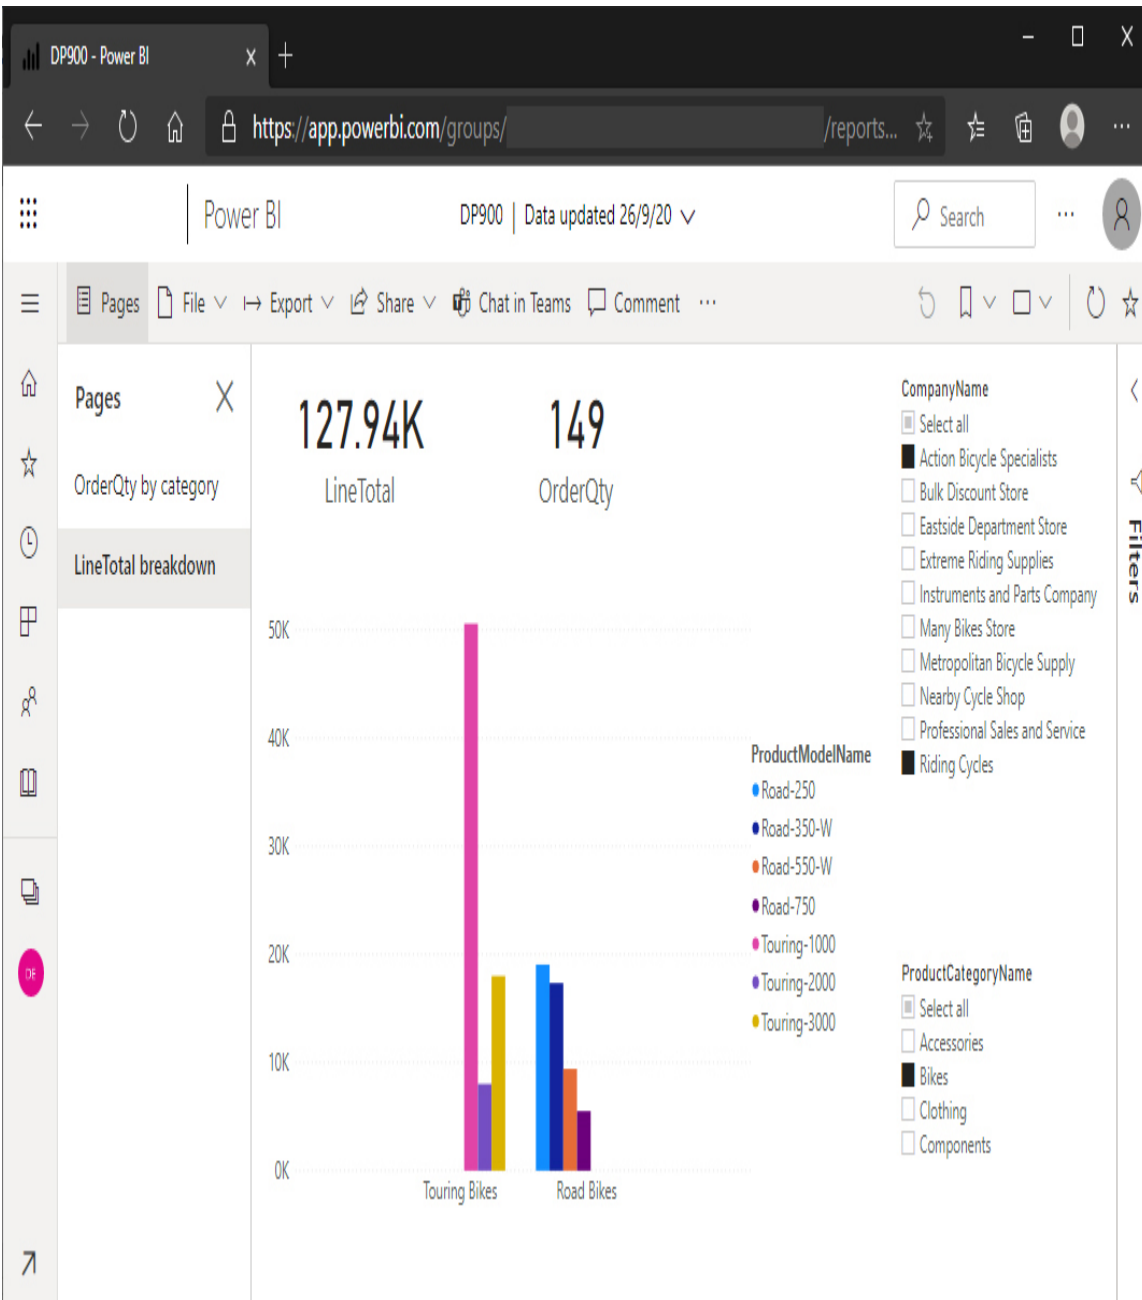 DP900 - Power BI
https://app.powerbi.com/groups/ /reports...
Power BI
DP900 | Data updated 26/9/20
Search
Pages
File
Export
Share
Chat in Teams
Comment
Pages
OrderQty by category
LineTotal breakdown
DE
127.94K
LineTotal
149
OrderQty
50K
40K
30K
20K
10K
0K
Touring Bikes
Road Bikes
ProductModelName
Road-250
Road-350-W
Road-550-W
Road-750
Touring-1000
Touring-2000
Touring-3000
CompanyName
Select all
Action Bicycle Specialists
Bulk Discount Store
Eastside Department Store
Extreme Riding Supplies
Instruments and Parts Company
Many Bikes Store
Metropolitan Bicycle Supply
Nearby Cycle Shop
Professional Sales and Service
Riding Cycles
ProductCategoryName
Select all
Accessories
Bikes
Clothing
Components
Filters